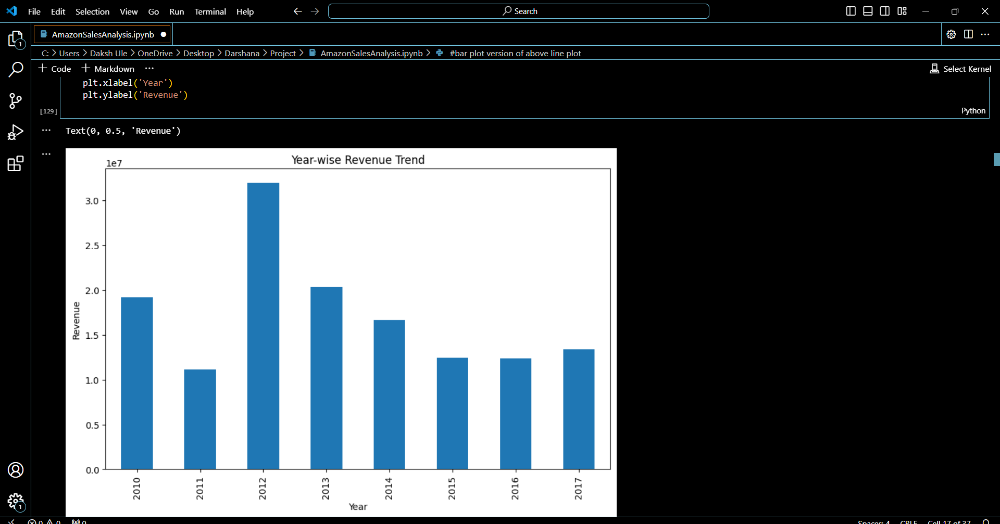 File Edit Selection View Go Run Terminal Help Search
AmazonSalesAnalysis.ipynb
C: > Users > Daksh Ule > OneDrive > Desktop > Darshana > Project > AmazonSalesAnalysis.ipynb > #bar plot version of above line plot
+ Code + Markdown ... Select Kernel
plt.xlabel('Year')
plt.ylabel('Revenue')
[129] Python
... Text(0, 0.5, 'Revenue')
...
Year-wise Revenue Trend
1e7
3.0
2.5
2.0
1.5
1.0
0.5
0.0
Revenue
2010 2011 2012 2013 2014 2015 2016 2017
Year
1
1
0 0 0 Spaces: 4 CRLF Cell 17 of 37